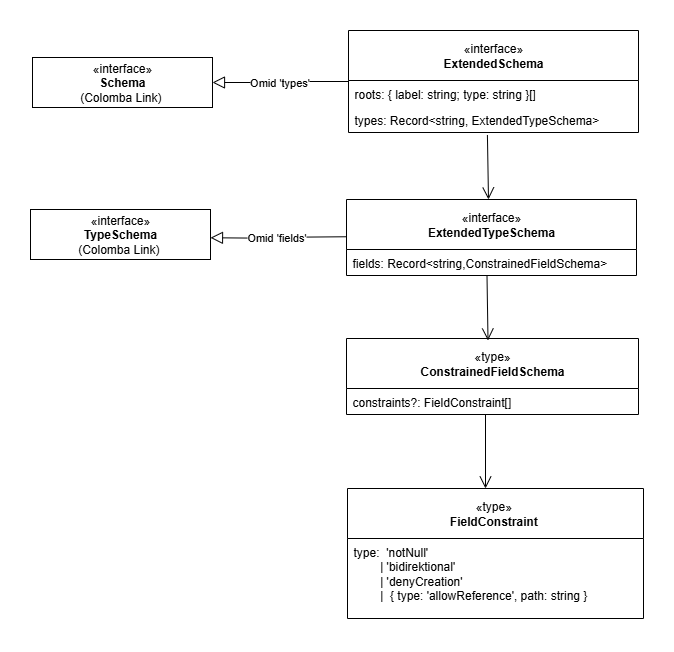 «interface»
Schema
(Colomba Link)
Omid 'types'
«interface»
ExtendedSchema
roots: { label: string; type: string }[]
types: Record<string, ExtendedTypeSchema>
«interface»
TypeSchema
(Colomba Link)
Omid 'fields'
«interface»
ExtendedTypeSchema
fields: Record<string,ConstrainedFieldSchema>
«type»
ConstrainedFieldSchema
constraints?: FieldConstraint[]
«type»
FieldConstraint
type: 'notNull'
| 'bidirektional'
| 'denyCreation'
| { type: 'allowReference', path: string }